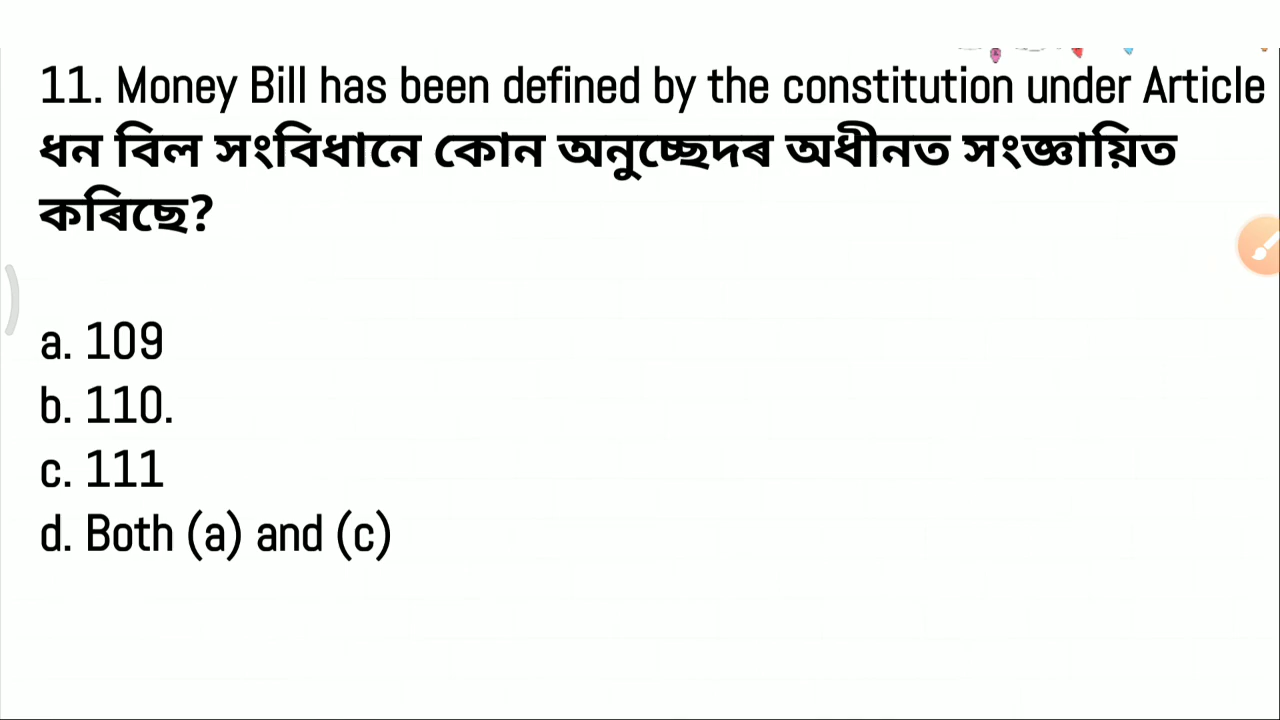 11. Money Bill has been defined by the constitution under Article
ধন বিল সংবিধানে কোন অনুচ্ছেদৰ অধীনত সংজ্ঞায়িত
কৰিছে?
a. 109
b. 110.
c. 111
d. Both (a) and (c)